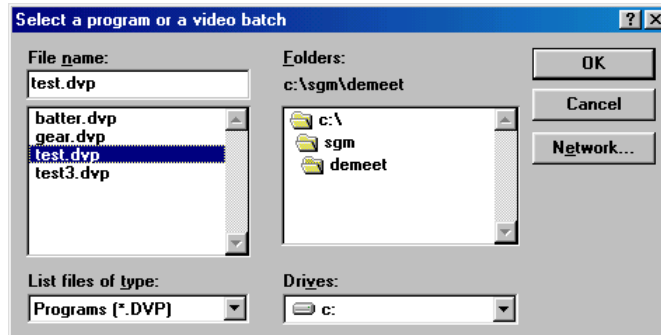 Select a program or a video batch
File name:
test.dvp
batter.dvp
gear.dvp
test.dvp
test3.dvp
List files of type:
Programs (*.DVP)
Folders:
c:\sgm\demeet
c:\
sgm
demeet
Drives:
c:
OK
Cancel
Network...